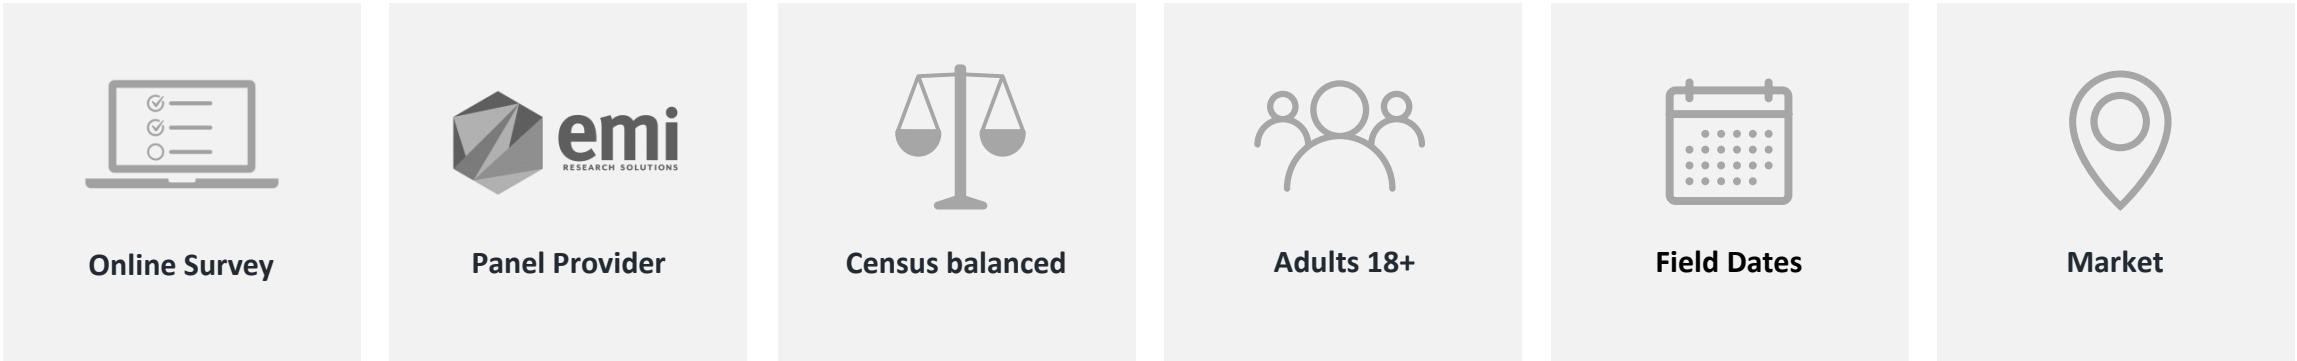 emi
RESEARCH SOLUTIONS
Online Survey
Panel Provider
Census balanced
Adults 18+
Field Dates
Market